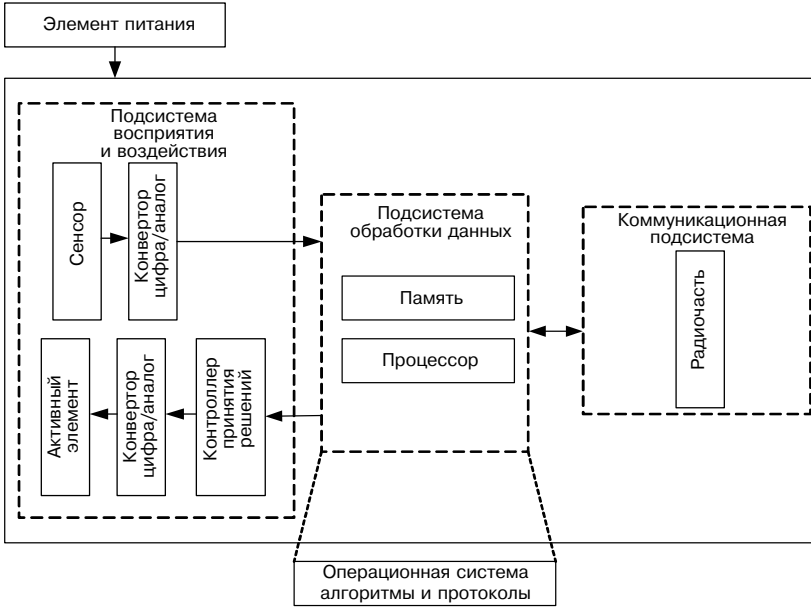 Элемент питания
Подсистема
восприятия
и воздействия
Сенсор
Конвертор
цифра/аналог
Подсистема
обработки данных
Память
Процессор
Коммуникационная
подсистема
Радиочасть
Активный
элемент
Конвертор
цифра/аналог
Контроллер
принятия
решений
Операционная система
алгоритмы и протоколы